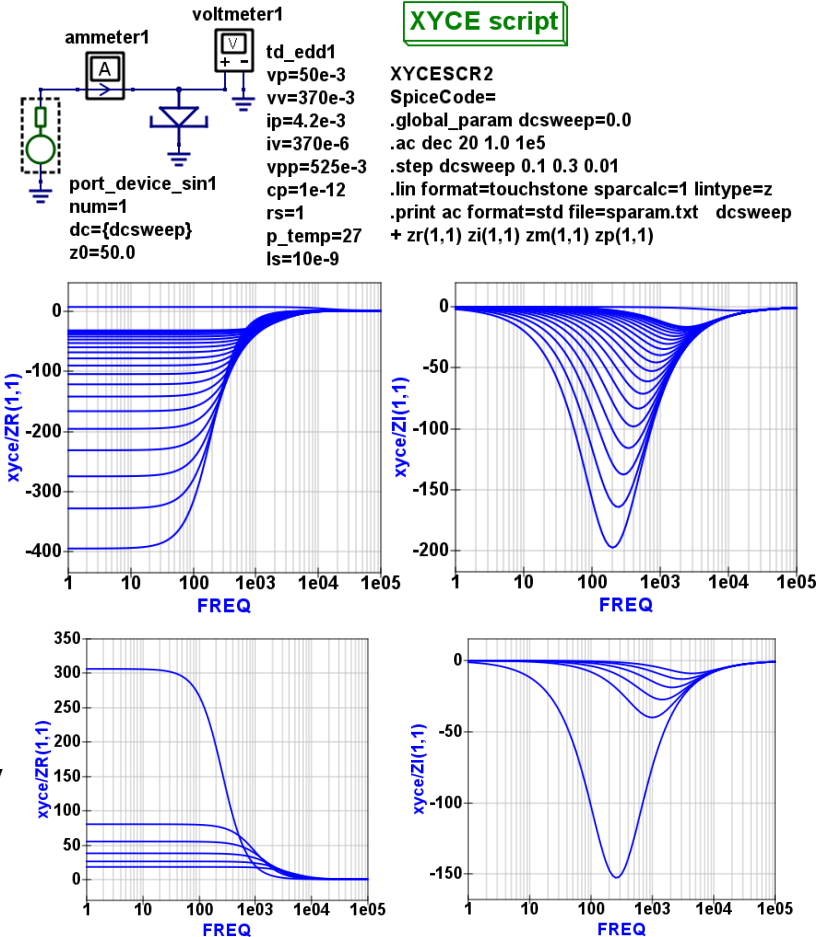 XYCE script
voltmeter1
ammeter1
A
V
+ -
td_edd1
vp=50e-3
vv=370e-3
ip=4.2e-3
iv=370e-6
vpp=525e-3
cp=1e-12
rs=1
p_temp=27
ls=10e-9
XYCESCR2
SpiceCode=
.global_param dcsweep=0.0
.ac dec 20 1.0 1e5
.step dcsweep 0.1 0.3 0.01
.lin format=touchstone sparcalc=1 lintype=z
.print ac format=std file=sparam.txt dcsweep
+ zr(1,1) zi(1,1) zm(1,1) zp(1,1)
port_device_sin1
num=1
dc={dcsweep}
z0=50.0
xyce/ZR(1,1)
0
-100
-200
-300
-400
1 10 100 1e03 1e04 1e05
FREQ
xyce/ZI(1,1)
0
-50
-100
-150
-200
1 10 100 1e03 1e04 1e05
FREQ
xyce/ZR(1,1)
350
300
250
200
150
100
50
0
1 10 100 1e03 1e04 1e05
FREQ
xyce/ZI(1,1)
0
-50
-100
-150
1 10 100 1e03 1e04 1e05
FREQ